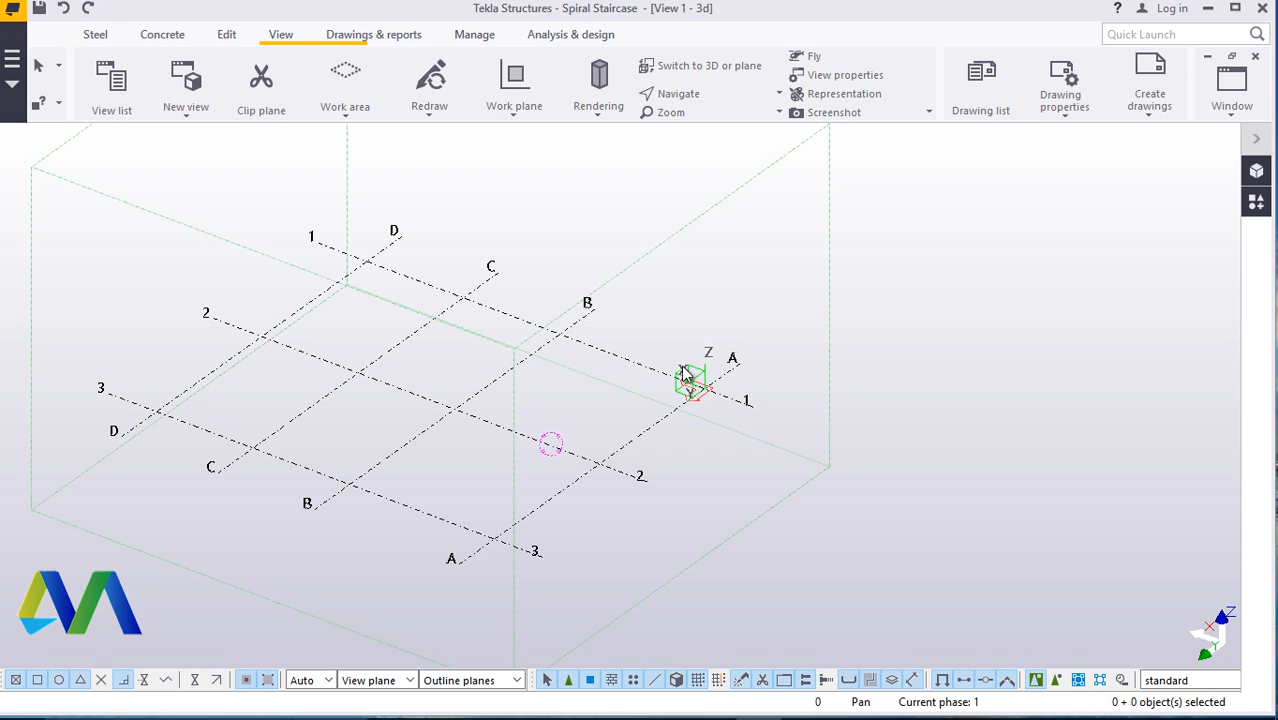 Tekla Structures - Spiral Staircase - [View 1 - 3d]
? Log in
Steel Concrete Edit View Drawings & reports Manage Analysis & design
Quick Launch
View list
New view
Clip plane
Work area
Redraw
Work plane
Rendering
Switch to 3D or plane
Navigate
Zoom
Fly
View properties
Representation
Screenshot
Drawing list
Drawing properties
Create drawings
Window
1
D
C
B
2
Z
A
3
Y
1
D
C
2
B
A
3
Z
X
Y
Auto View plane Outline planes standard
0 Pan Current phase: 1 0 + 0 object(s) selected